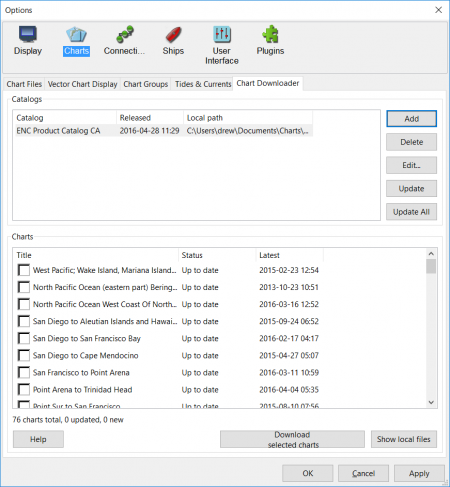 Options
Display Charts Connecti... Ships User Interface Plugins
Chart Files Vector Chart Display Chart Groups Tides & Currents Chart Downloader
Catalogs
Catalog Released Local path
ENC Product Catalog CA 2016-04-28 11:29 C:\Users\drew\Documents\Charts\...
Add
Delete
Edit...
Update
Update All
Charts
Title Status Latest
West Pacific; Wake Island, Mariana Island... Up to date 2015-02-23 12:54
North Pacific Ocean (eastern part) Bering... Up to date 2013-10-23 10:51
North Pacific Ocean West Coast Of North... Up to date 2016-03-16 12:52
San Diego to Aleutian Islands and Hawai... Up to date 2015-09-24 06:52
San Diego to San Francisco Bay Up to date 2016-02-17 04:17
San Diego to Cape Mendocino Up to date 2015-04-27 05:07
San Francisco to Point Arena Up to date 2016-03-11 10:59
Point Arena to Trinidad Head Up to date 2016-04-04 05:35
Point Sur to San Francisco Up to date 2015-08-10 07:56
76 charts total, 0 updated, 0 new
Help Download selected charts Show local files
OK Cancel Apply